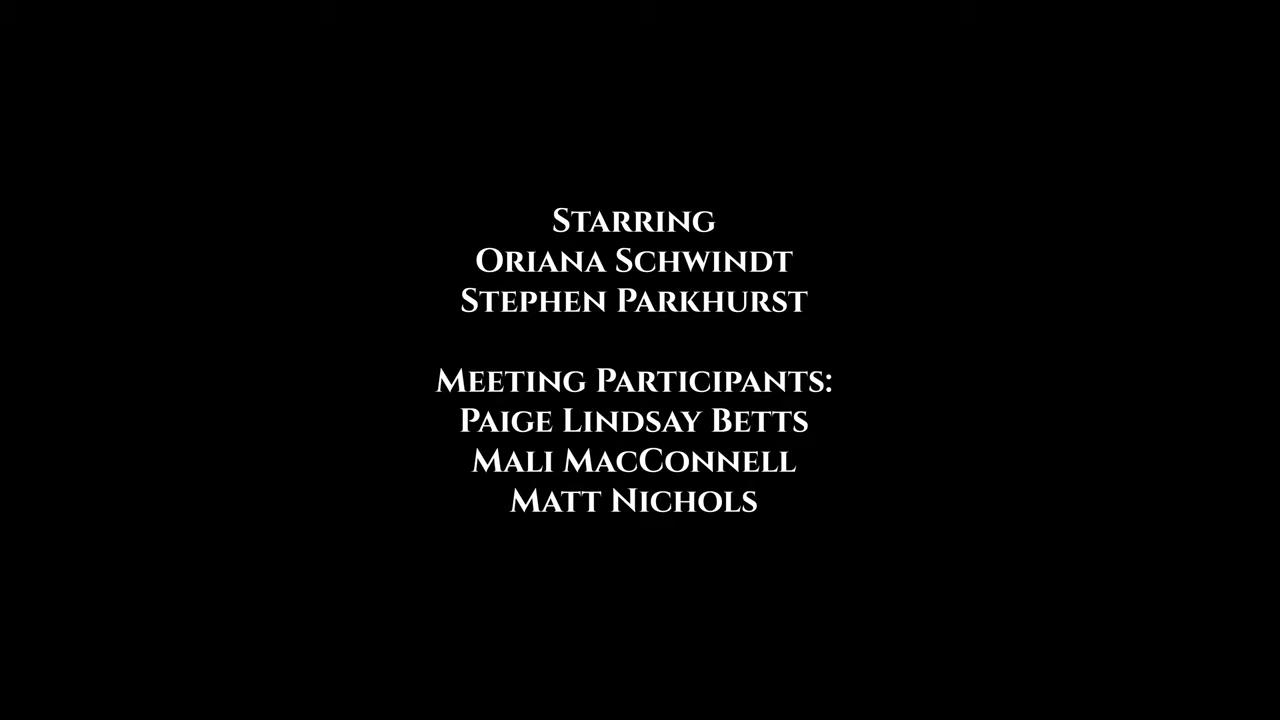 Starring
Oriana Schwindt
Stephen Parkhurst
Meeting Participants:
Paige Lindsay Betts
Mali MacConnell
Matt Nichols